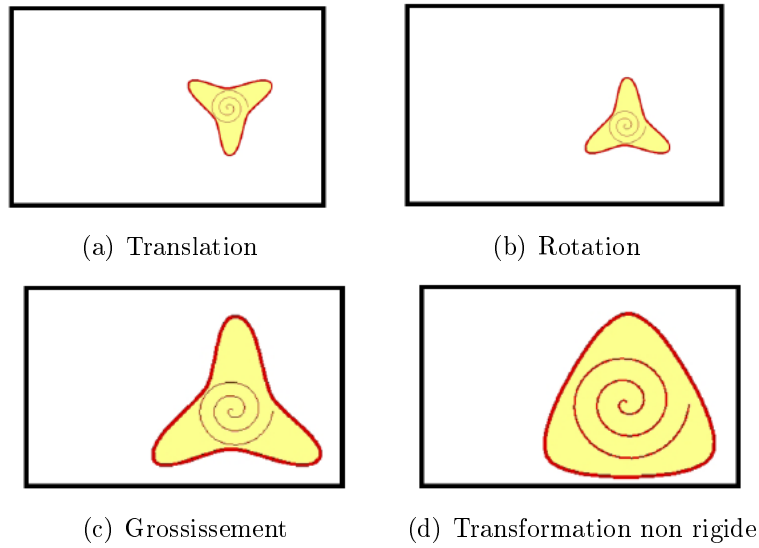 (a) Translation
(b) Rotation
(c) Grossissement
(d) Transformation non rigide